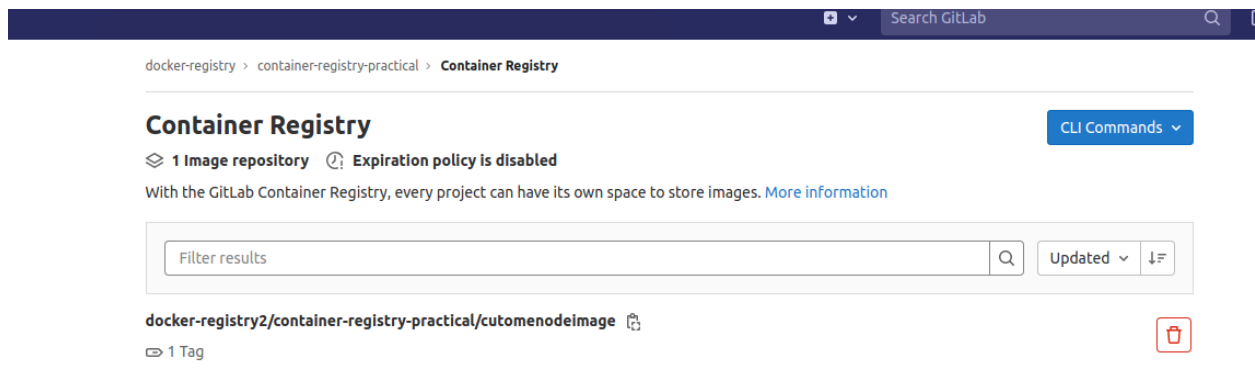 Search GitLab
docker-registry > container-registry-practical > Container Registry
Container Registry
CLI Commands
1 Image repository Expiration policy is disabled
With the GitLab Container Registry, every project can have its own space to store images. More information
Filter results
Updated
docker-registry2/container-registry-practical/cutomenodeimage
1 Tag